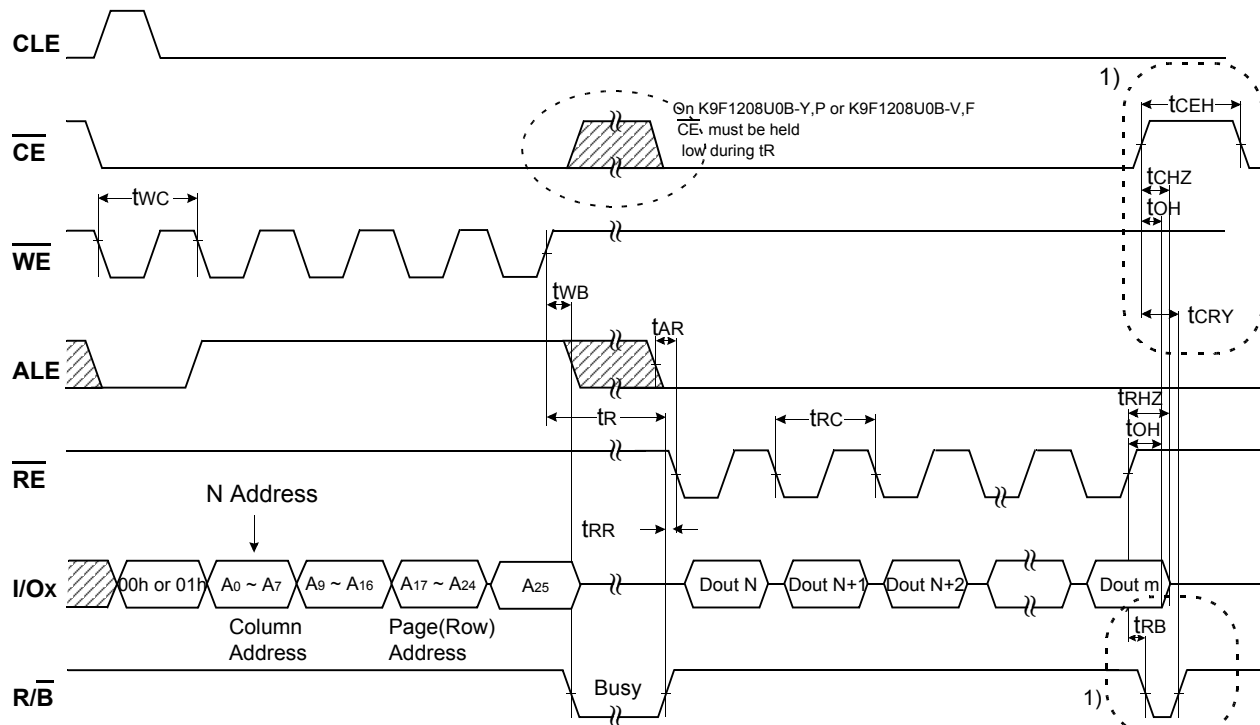 CLE
1)
tCEH
On K9F1208U0B-Y,P or K9F1208U0B-V,F
CE must be held
low during tR
CE
tCHZ
tOH
tWC
WE
tWB
tCRY
tAR
ALE
tRHZ
tR
tRC
tOH
RE
N Address
tRR
I/Ox
00h or 01h
A0 ~ A7
A9 ~ A16
A17 ~ A24
A25
Dout N
Dout N+1
Dout N+2
Dout m
Column
Address
Page(Row)
Address
tRB
R/B
Busy
1)